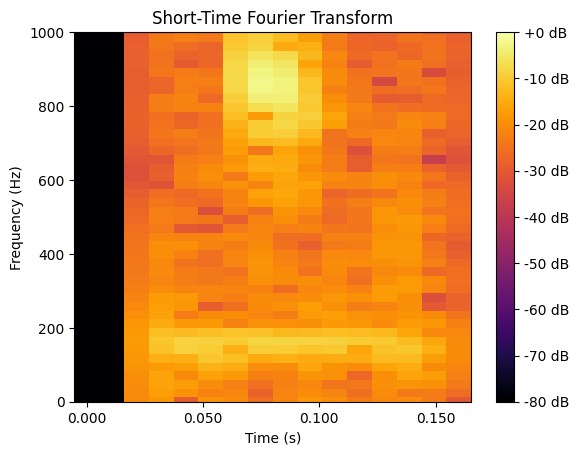 Short-Time Fourier Transform
1000
800
600
400
200
0
Frequency (Hz)
0.000
0.050
0.100
0.150
Time (s)
+0 dB
-10 dB
-20 dB
-30 dB
-40 dB
-50 dB
-60 dB
-70 dB
-80 dB